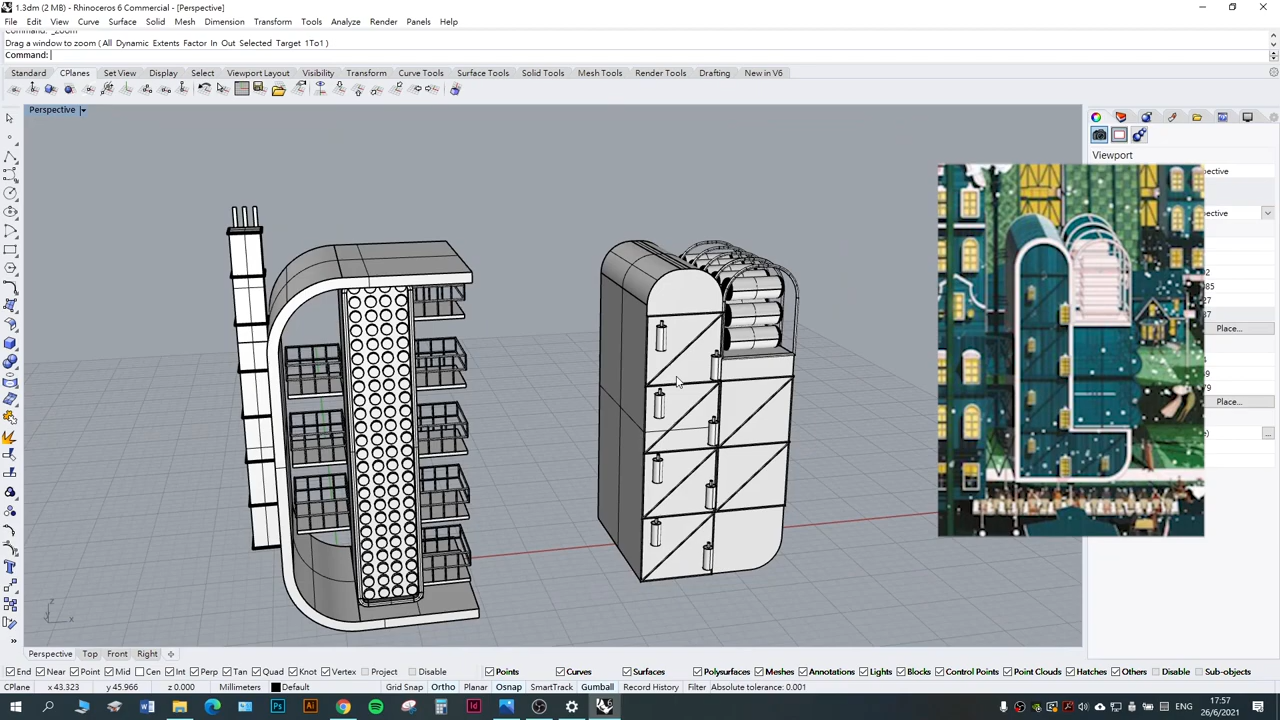 1.3dm (2 MB) - Rhinoceros 6 Commercial - [Perspective]
File Edit View Curve Surface Solid Mesh Dimension Transform Tools Analyze Render Panels Help
Drag a window to zoom ( All Dynamic Extents Factor In Out Selected Target 1To1 )
Command:
Standard CPlanes Set View Display Select Viewport Layout Visibility Transform Curve Tools Surface Tools Solid Tools Mesh Tools Render Tools Drafting New in V6
Perspective
Viewport
spective
spective
Place...
Place...
z
x
Perspective Top Front Right
End Near Point Mid Cen Int Perp Tan Quad Knot Vertex Project Disable Points Curves Surfaces Polysurfaces Meshes Annotations Lights Blocks Control Points Point Clouds Hatches Others Disable Sub-objects
CPlane x 43.323 y 45.966 z 0.000 Millimeters Default Grid Snap Ortho Planar Osnap SmartTrack Gumball Record History Filter Absolute tolerance: 0.001
Ps Ai Id
ENG 17:57
26/6/2021